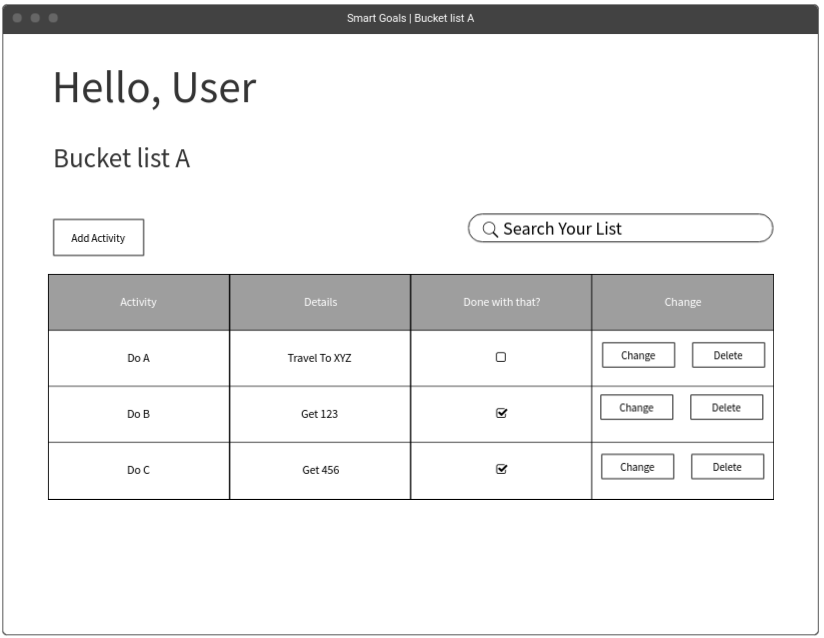 Smart Goals | Bucket list A
Hello, User
Bucket list A
Add Activity
Search Your List
Activity Details Done with that? Change
Do A Travel To XYZ Change Delete
Do B Get 123 Change Delete
Do C Get 456 Change Delete